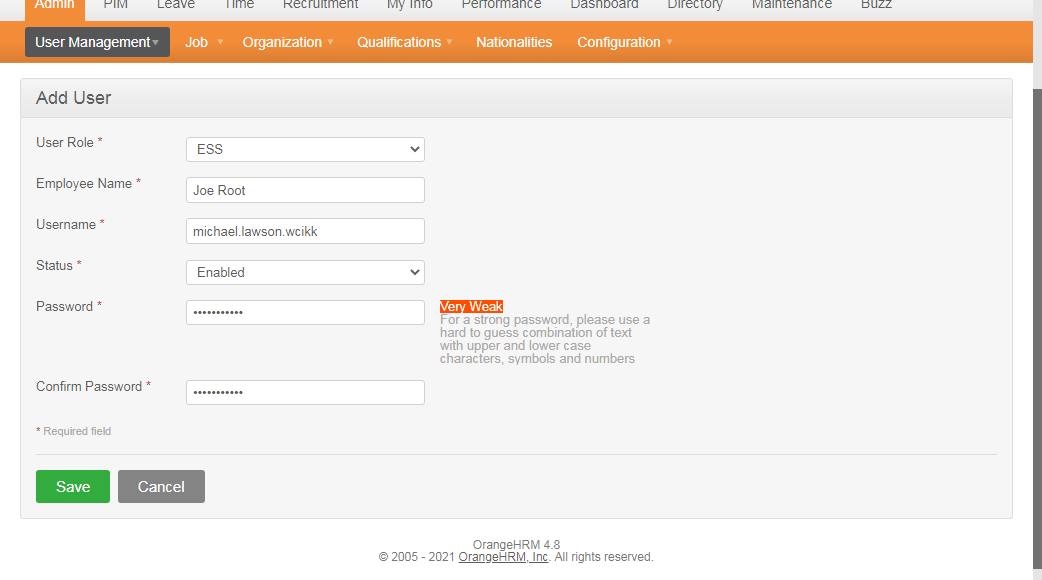 Admin PIM Leave Time Recruitment My Info Performance Dashboard Directory Maintenance Buzz
User Management Job Organization Qualifications Nationalities Configuration
Add User
User Role * ESS
Employee Name * Joe Root
Username * michael.lawson.wcikk
Status * Enabled
Password * ••••••••••• Very Weak
For a strong password, please use a
hard to guess combination of text
with upper and lower case
characters, symbols and numbers
Confirm Password * •••••••••••
* Required field
Save Cancel
OrangeHRM 4.8
© 2005 - 2021 OrangeHRM, Inc. All rights reserved.